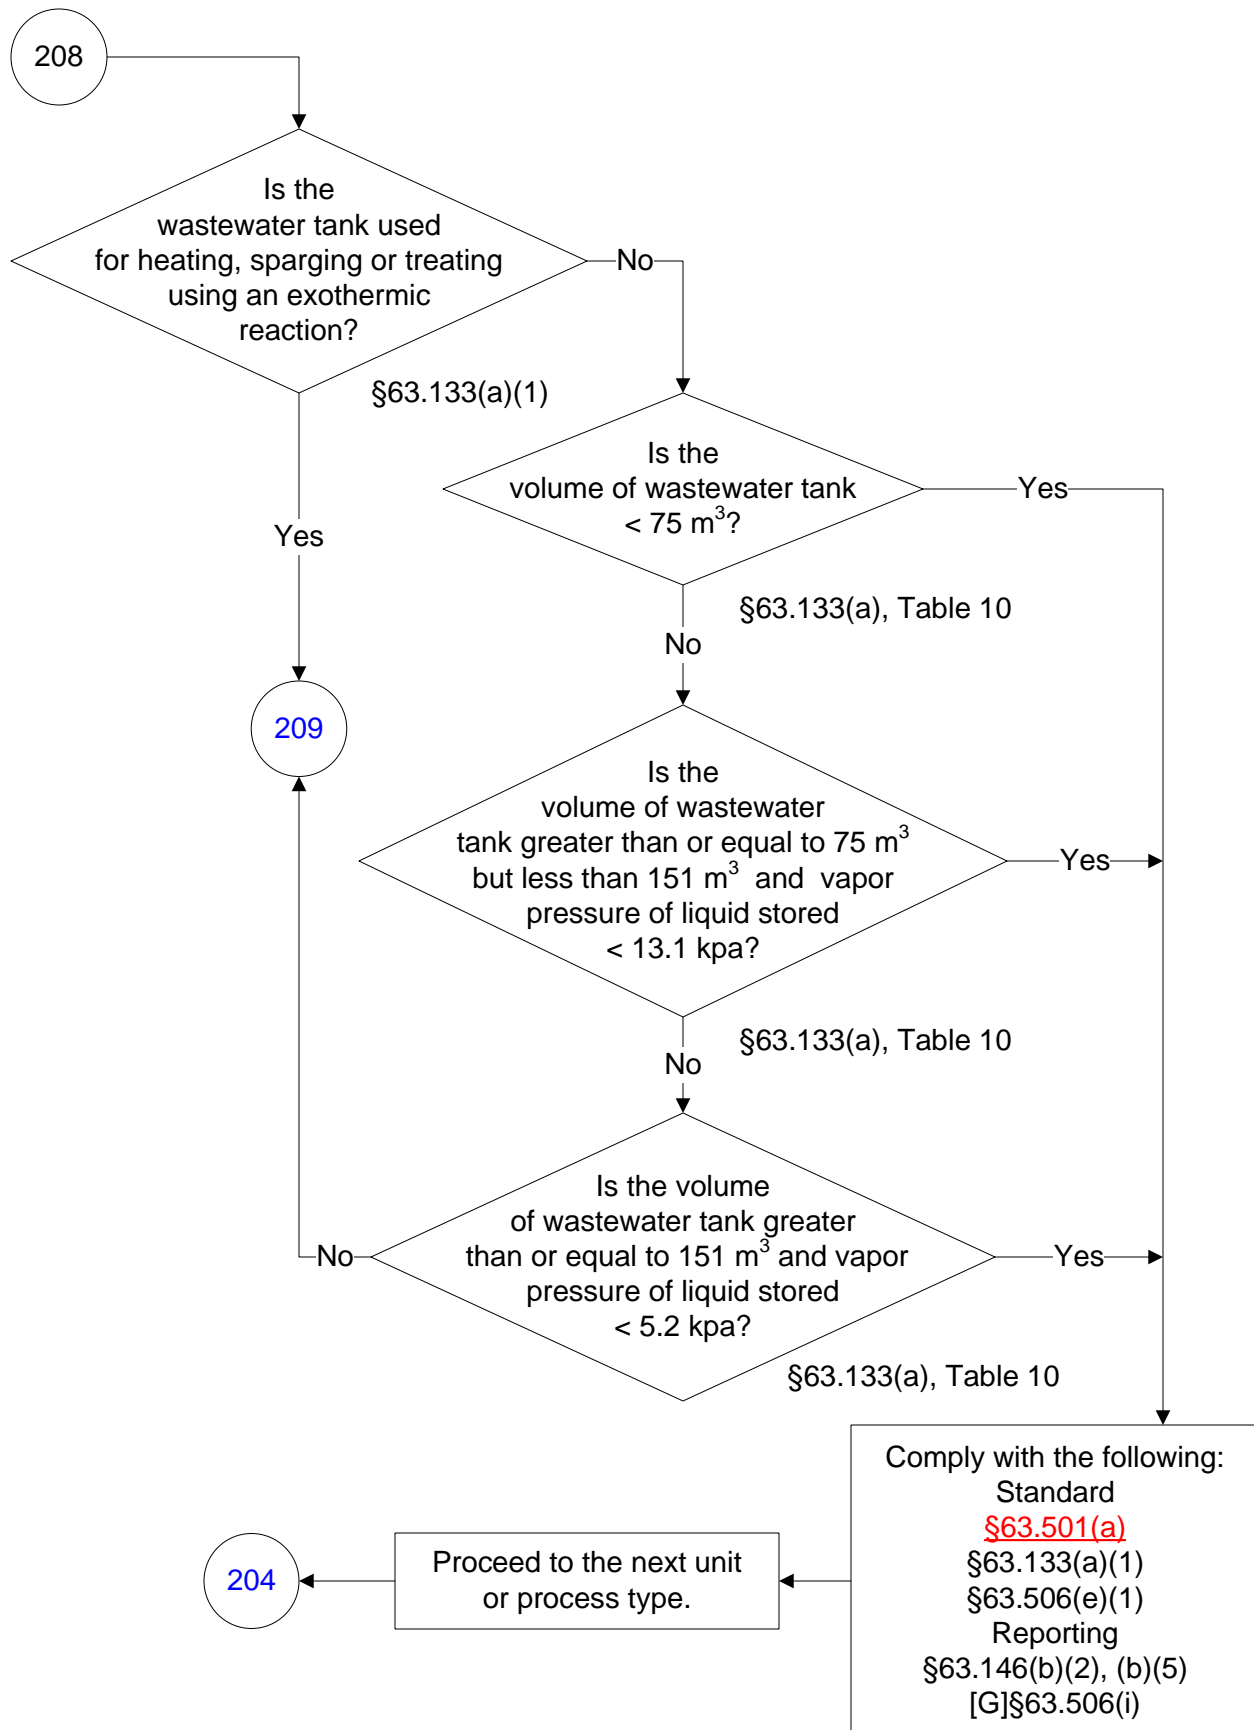 208
Is the
wastewater tank used
for heating, sparging or treating
using an exothermic
reaction?
No
§63.133(a)(1)
Is the
volume of wastewater tank
< 75 m³?
Yes
Yes
§63.133(a), Table 10
No
209
Is the
volume of wastewater
tank greater than or equal to 75 m³
but less than 151 m³ and vapor
pressure of liquid stored
< 13.1 kpa?
Yes
§63.133(a), Table 10
No
Is the volume
of wastewater tank greater
than or equal to 151 m³ and vapor
pressure of liquid stored
< 5.2 kpa?
No
Yes
§63.133(a), Table 10
Comply with the following:
Standard
§63.501(a)
§63.133(a)(1)
§63.506(e)(1)
Reporting
§63.146(b)(2), (b)(5)
[G]§63.506(i)
Proceed to the next unit
or process type.
204